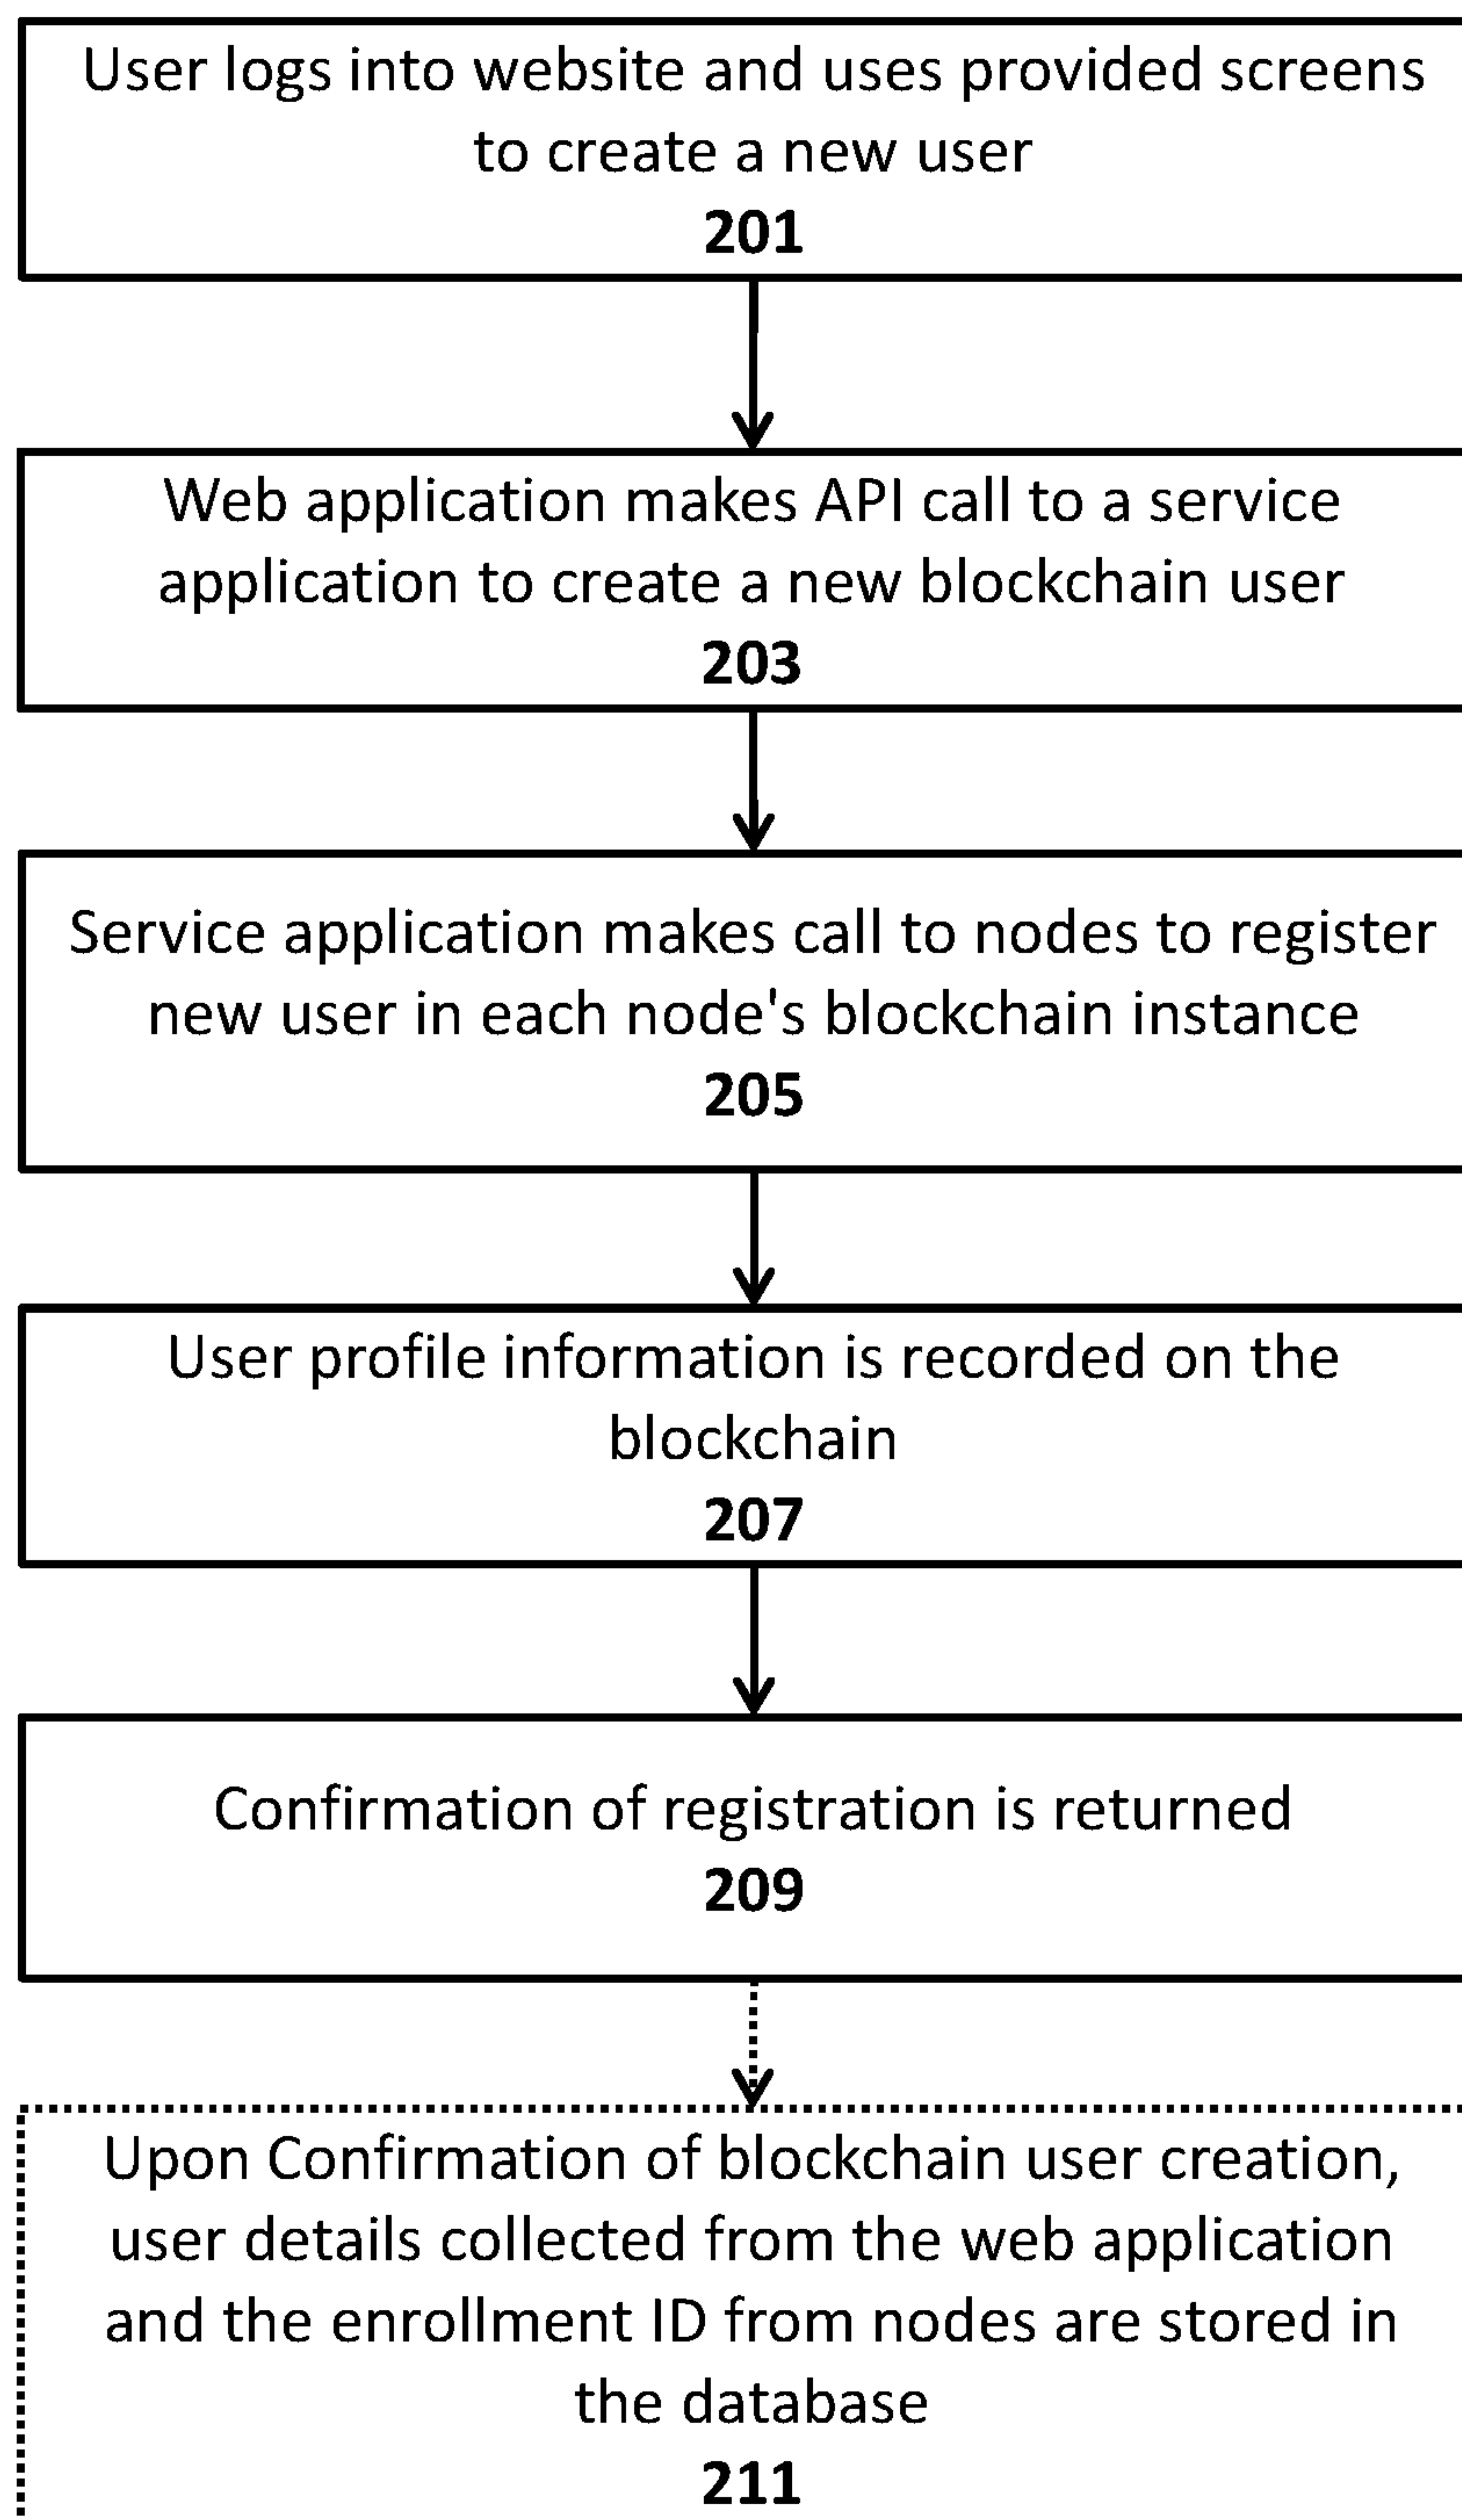 User logs into website and uses provided screens
to create a new user
201
Web application makes API call to a service
application to create a new blockchain user
203
Service application makes call to nodes to register
new user in each node's blockchain instance
205
User profile information is recorded on the
blockchain
207
Confirmation of registration is returned
209
Upon Confirmation of blockchain user creation,
user details collected from the web application
and the enrollment ID from nodes are stored in
the database
211